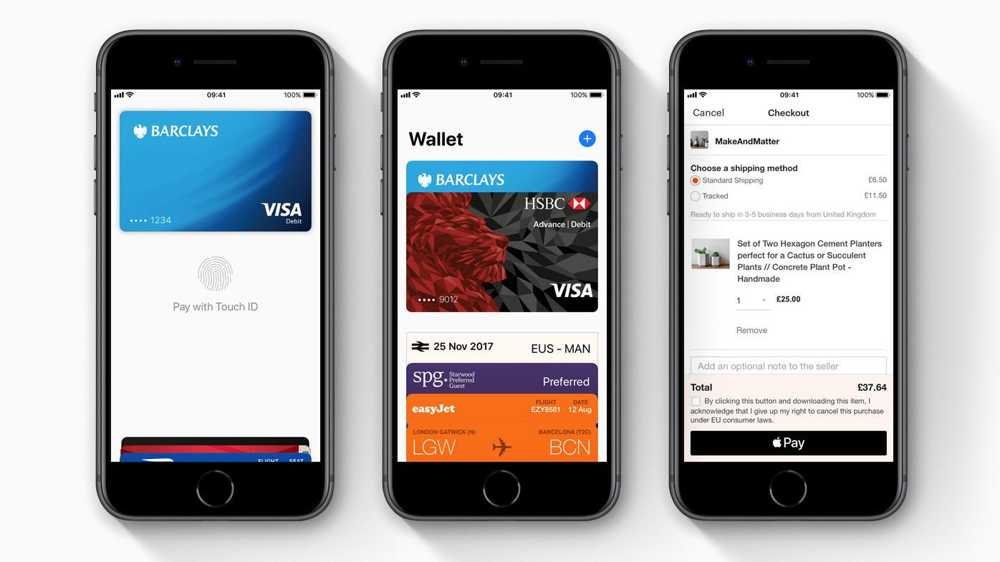 09:41
100%
BARCLAYS
VISA
Debit
•••• 1234
Pay with Touch ID
FLIGHT SEAT
09:41
100%
Wallet
BARCLAYS
HSBC
Advance | Debit
VISA
•••• 9012
25 Nov 2017 EUS - MAN
spg Starwood
Preferred
Guest
Preferred
easyJet
FLIGHT DATE
EZY8581 12 Aug
LONDON GATWICK (N) BARCELONA (T2C)
LGW BCN
09:41
100%
Cancel Checkout
MakeAndMatter
Choose a shipping method
Standard Shipping £6.50
Tracked £11.50
Ready to ship in 3-5 business days from United Kingdom
Set of Two Hexagon Cement Planters
perfect for a Cactus or Succulent
Plants // Concrete Plant Pot -
Handmade
1 £25.00
Remove
Add an optional note to the seller
Total £37.64
By clicking this button and downloading this item, I
acknowledge that I give up my right to cancel this purchase
under EU consumer laws.
Pay